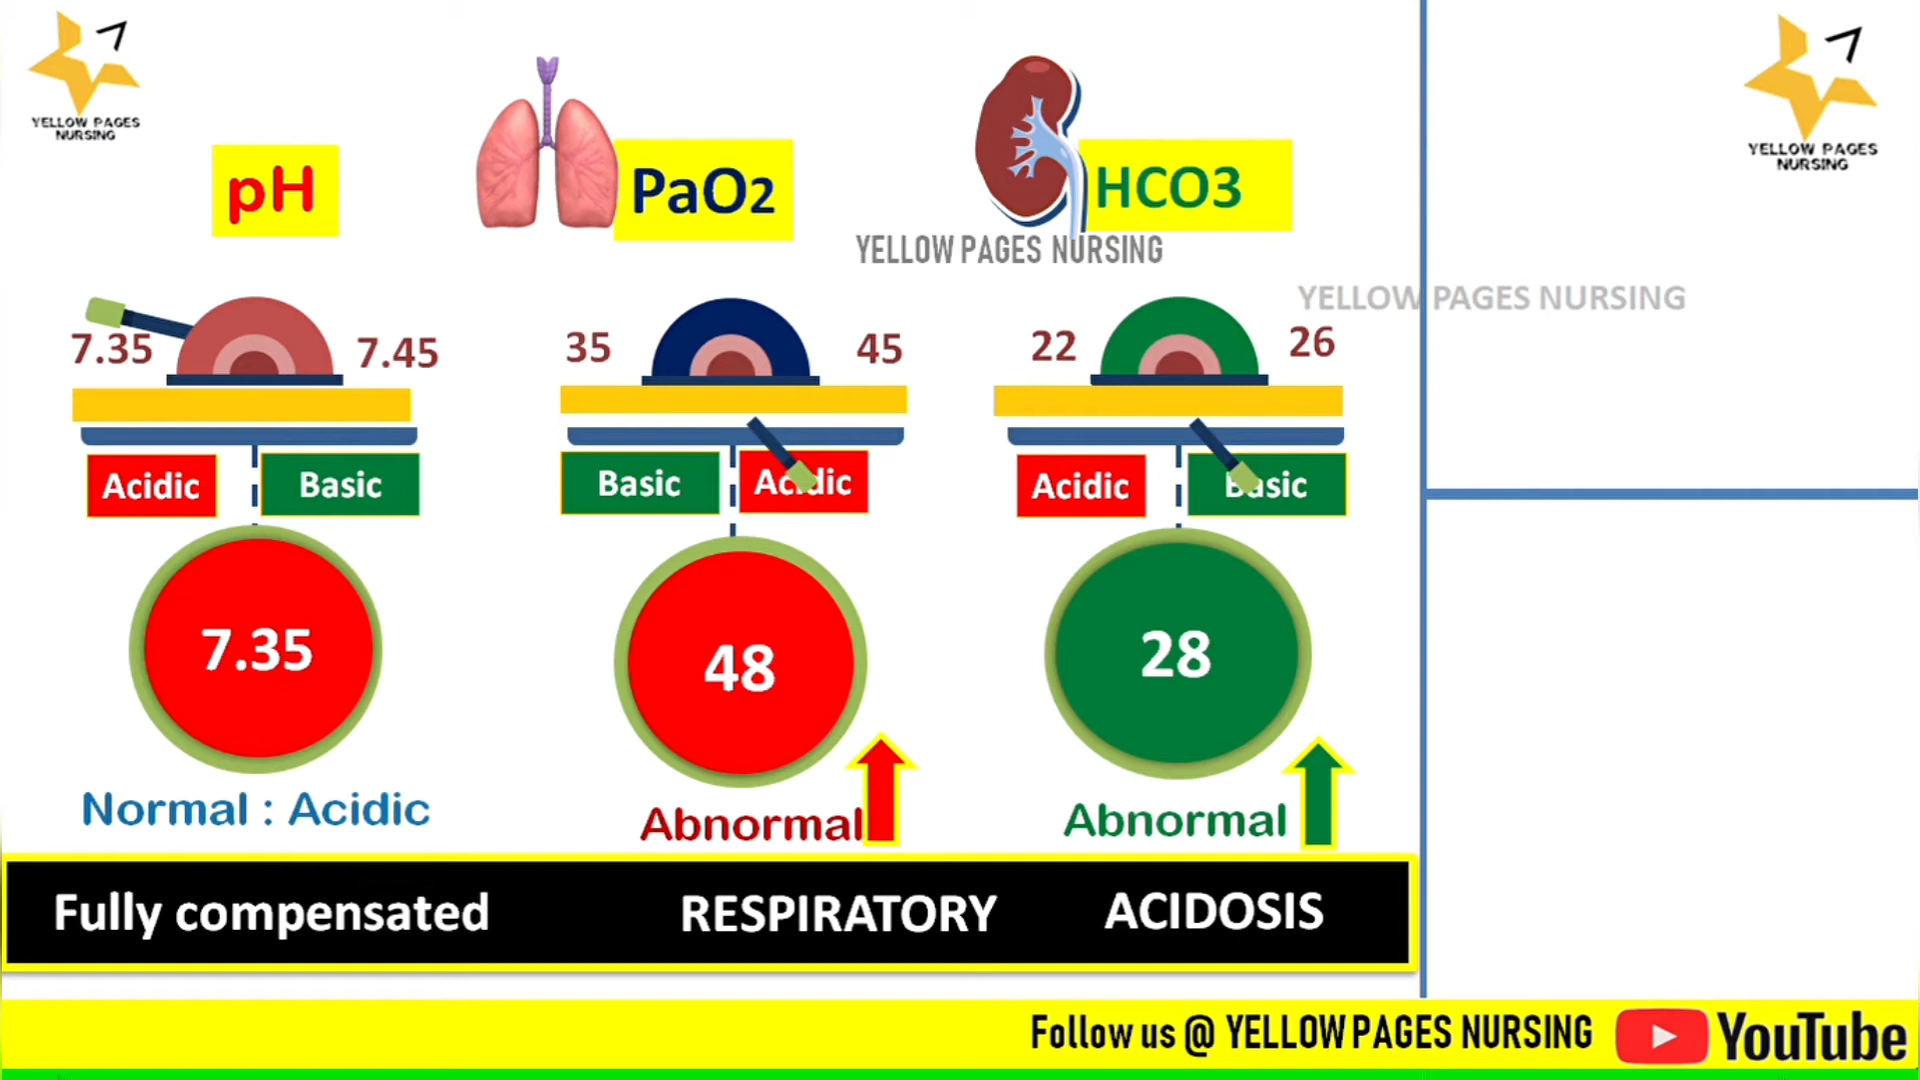 YELLOW PAGES
NURSING
YELLOW PAGES
NURSING
pH
PaO2
HCO3
YELLOW PAGES NURSING
YELLOW PAGES NURSING
7.35
7.45
35
45
22
26
Acidic
Basic
Basic
Acidic
Acidic
Basic
7.35
48
28
Normal : Acidic
Abnormal
Abnormal
Fully compensated
RESPIRATORY
ACIDOSIS
Follow us @ YELLOW PAGES NURSING
YouTube